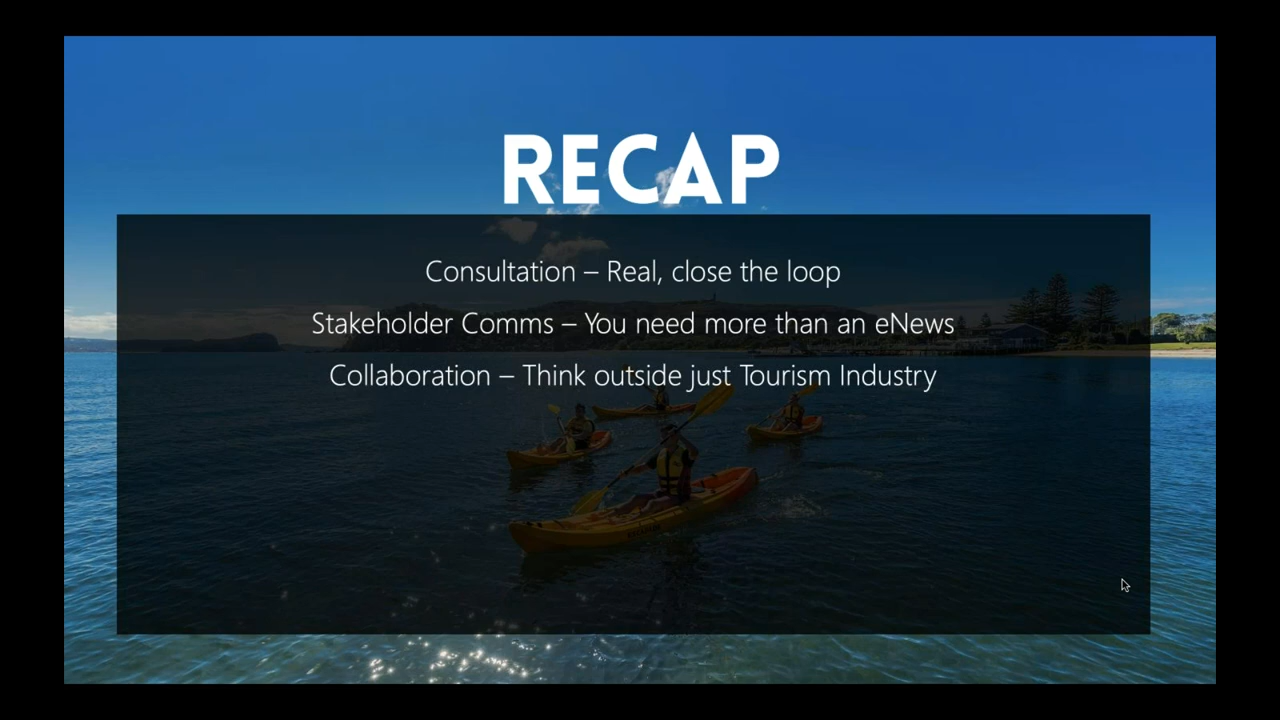 RECAP
Consultation – Real, close the loop
Stakeholder Comms – You need more than an eNews
Collaboration – Think outside just Tourism Industry